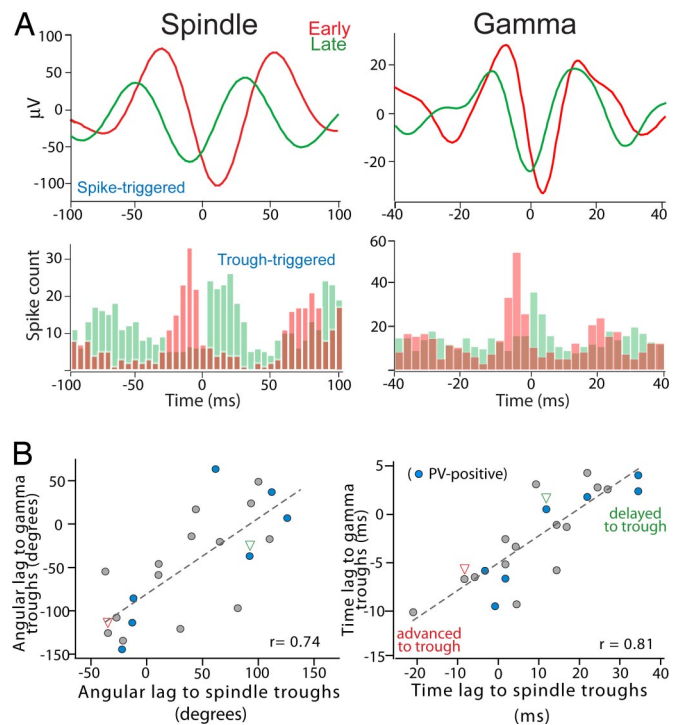 A
Spindle
Gamma
Early
Late
μV
100
50
0
-50
-100
Spike-triggered
-100
-50
0
50
100
20
0
-20
-40
-20
0
20
40
Spike count
30
20
10
Trough-triggered
-100
-50
0
50
100
Time (ms)
60
40
20
-40
-20
0
20
40
Time (ms)
B
Angular lag to gamma
troughs (degrees)
50
0
-50
-100
-150
r= 0.74
-50
0
50
100
150
Angular lag to spindle troughs
(degrees)
Time lag to gamma
troughs (ms)
5
0
-5
-10
-15
( PV-positive)
delayed
to trough
advanced
to trough
r = 0.81
-20
-10
0
10
20
30
40
Time lag to spindle troughs
(ms)